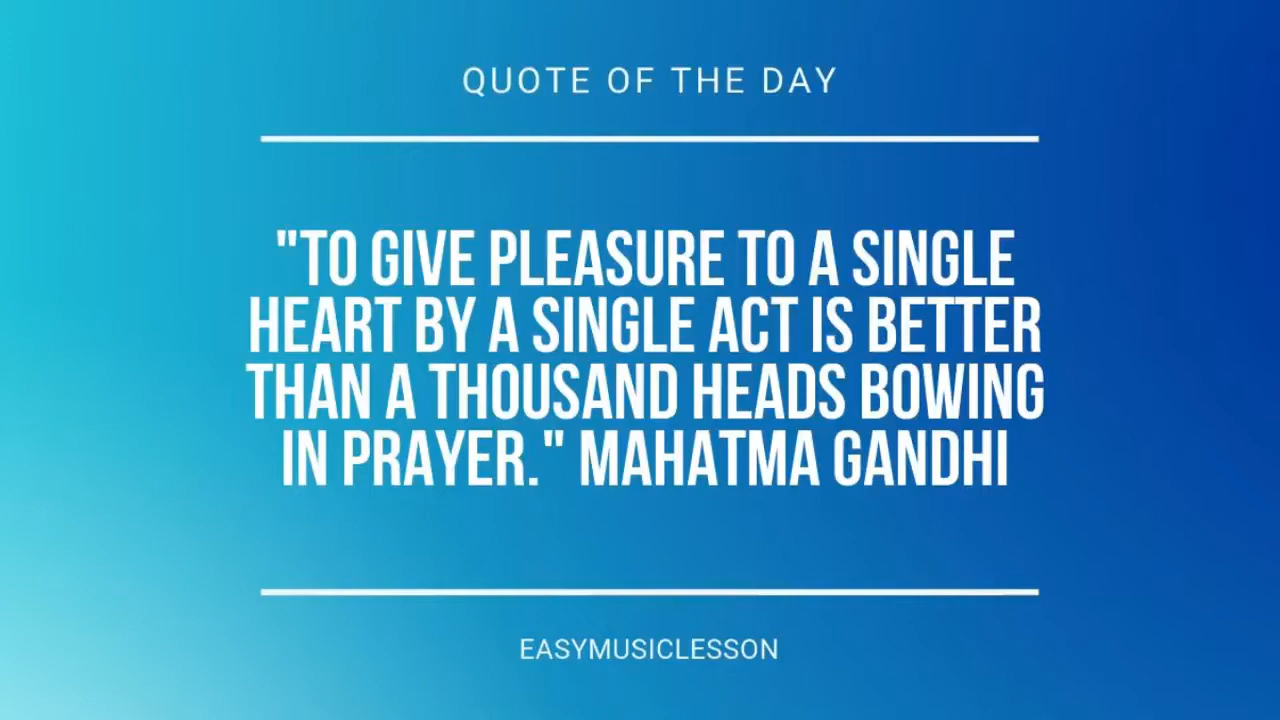 QUOTE OF THE DAY
"TO GIVE PLEASURE TO A SINGLE
HEART BY A SINGLE ACT IS BETTER
THAN A THOUSAND HEADS BOWING
IN PRAYER." MAHATMA GANDHI
EASYMUSICLESSON